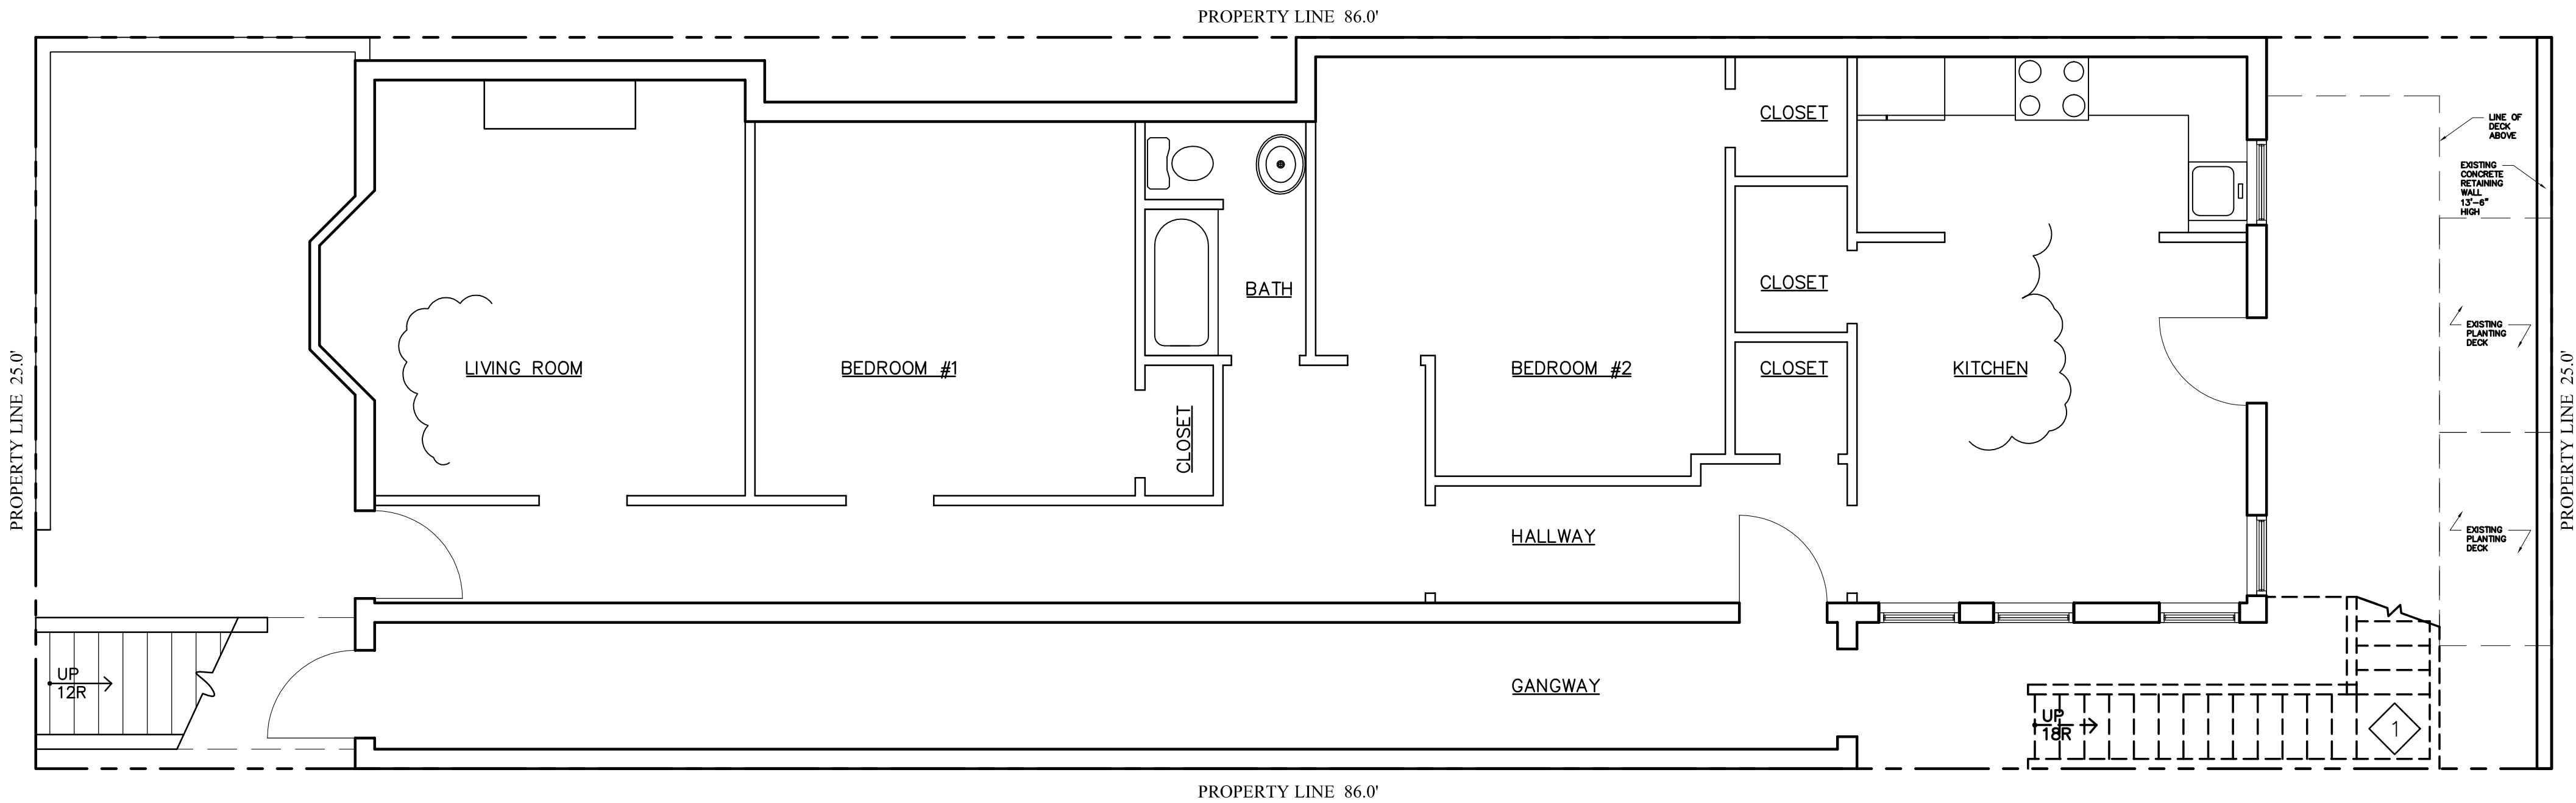 PROPERTY LINE 86.0'
CLOSET
LINE OF
DECK
ABOVE
EXISTING
CONCRETE
RETAINING
WALL
13'-6"
HIGH
BATH
CLOSET
EXISTING
PLANTING
DECK
PROPERTY LINE 25.0'
LIVING ROOM
BEDROOM #1
CLOSET
BEDROOM #2
CLOSET
KITCHEN
PROPERTY LINE 25.0'
HALLWAY
EXISTING
PLANTING
DECK
UP
12R
GANGWAY
UP
18R
1
PROPERTY LINE 86.0'